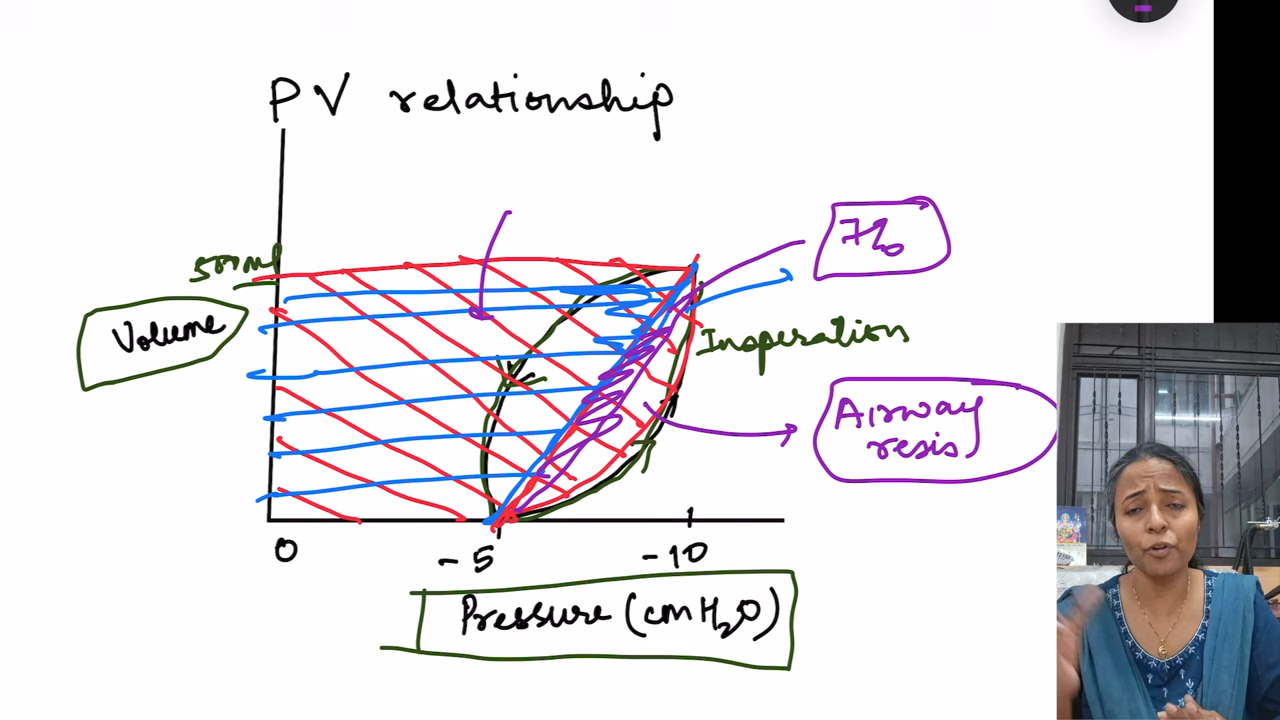 PV relationship
500ml
Volume
7%
Inspiration
Airway
resis
0
-5
-10
Pressure (cmH₂O)